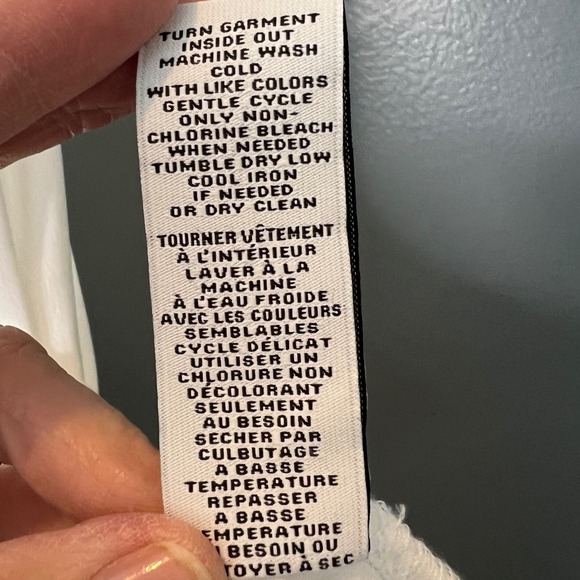 TURN GARMENT
INSIDE OUT
MACHINE WASH
COLD
WITH LIKE COLORS
GENTLE CYCLE
ONLY NON-
CHLORINE BLEACH
WHEN NEEDED
TUMBLE DRY LOW
COOL IRON
IF NEEDED
OR DRY CLEAN
TOURNER VÊTEMENT
À L'INTÉRIEUR
LAVER À LA
MACHINE
À L'EAU FROIDE
AVEC LES COULEURS
SEMBLABLES
CYCLE DÉLICAT
UTILISER UN
CHLORURE NON
DÉCOLORANT
SEULEMENT
AU BESOIN
SECHER PAR
CULBUTAGE
A BASSE
TEMPERATURE
REPASSER
A BASSE
EMPERATURE
BESOIN OU
TOYER À SEC